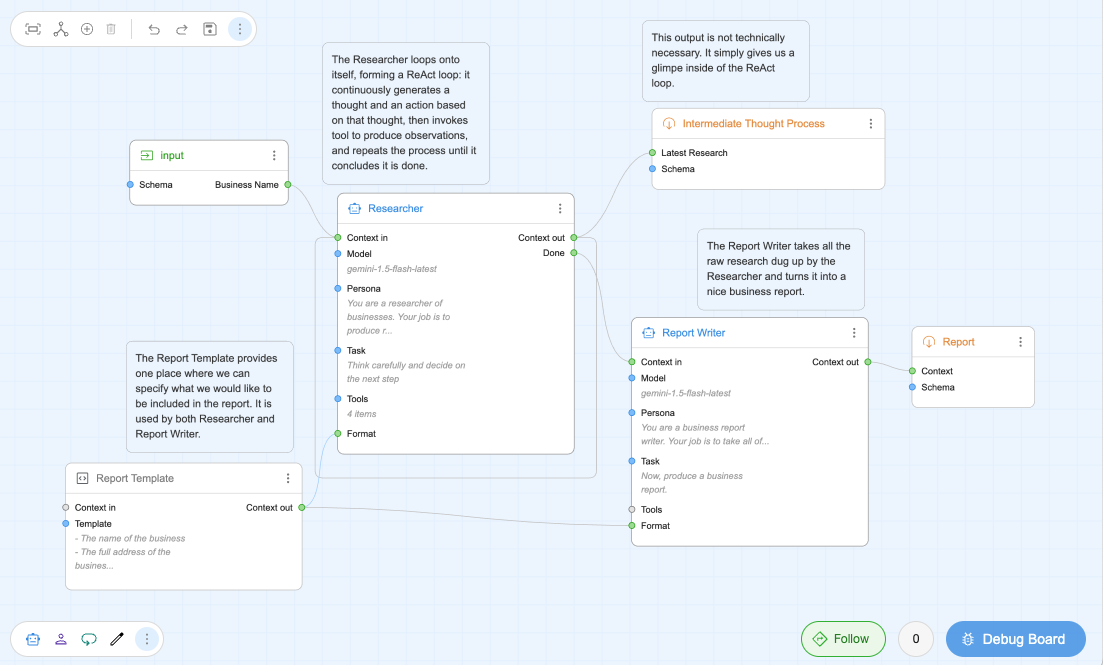 This output is not technically
necessary. It simply gives us a
glimpe inside of the ReAct
loop.
The Researcher loops onto
itself, forming a ReAct loop: it
continuously generates a
thought and an action based
on that thought, then invokes
tool to produce observations,
and repeats the process until it
concludes it is done.
Intermediate Thought Process
Latest Research
Schema
input
Schema
Business Name
Researcher
Context in
Context out
Model
Done
gemini-1.5-flash-latest
Persona
You are a researcher of
businesses. Your job is to
produce r...
Task
Think carefully and decide on
the next step
Tools
4 items
Format
The Report Writer takes all the
raw research dug up by the
Researcher and turns it into a
nice business report.
Report Writer
Context in
Context out
Model
gemini-1.5-flash-latest
Persona
You are a business report
writer. Your job is to take all of...
Task
Now, produce a business
report.
Tools
Format
Report
Context
Schema
The Report Template provides
one place where we can
specify what we would like to
be included in the report. It is
used by both Researcher and
Report Writer.
Report Template
Context in
Context out
Template
- The name of the business
- The full address of the
busines...
Follow
0
Debug Board